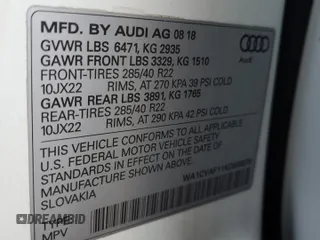 MFD. BY AUDI AG 08 18
GVWR LBS 6471, KG 2935
GAWR FRONT LBS 3329, KG 1510
FRONT-TIRES 285/40 R22
10JX22 RIMS, AT 270 KPA 39 PSI COLD
GAWR REAR LBS 3891, KG 1765
REAR-TIRES 285/40 R22
10JX22 RIMS, AT 290 KPA 42 PSI COLD
THIS VEHICLE CONFORMS TO ALL APPLICABLE
U.S. FEDERAL MOTOR VEHICLE SAFETY
STANDARDS IN EFFECT ON THE DATE OF
MANUFACTURE SHOWN ABOVE.
SLOVAKIA
TYPE
MPV
DREAMBID